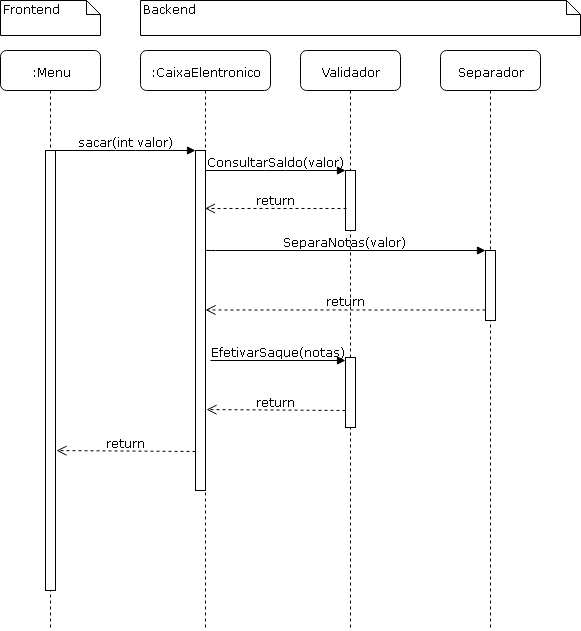 Frontend
Backend
:Menu
:CaixaElentronico
Validador
Separador
sacar(int valor)
ConsultarSaldo(valor)
return
SeparaNotas(valor)
return
EfetivarSaque(notas)
return
return